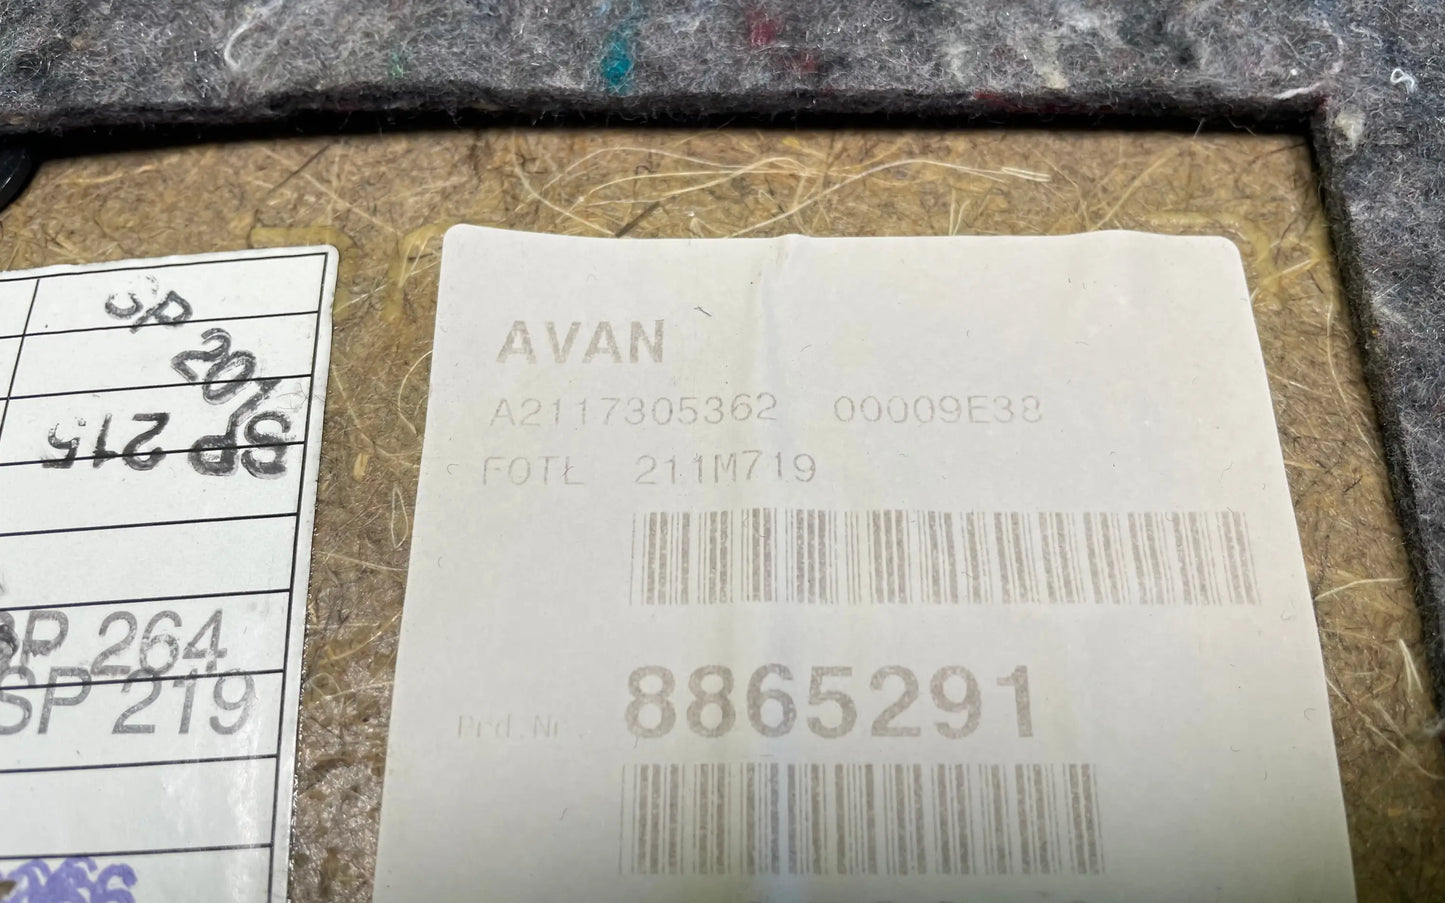 SP 201
SP 215
SP 264
SP 219
AVAN
A2117305362 00009E38
FOTL 211M719
8865291
Prd.Nr.